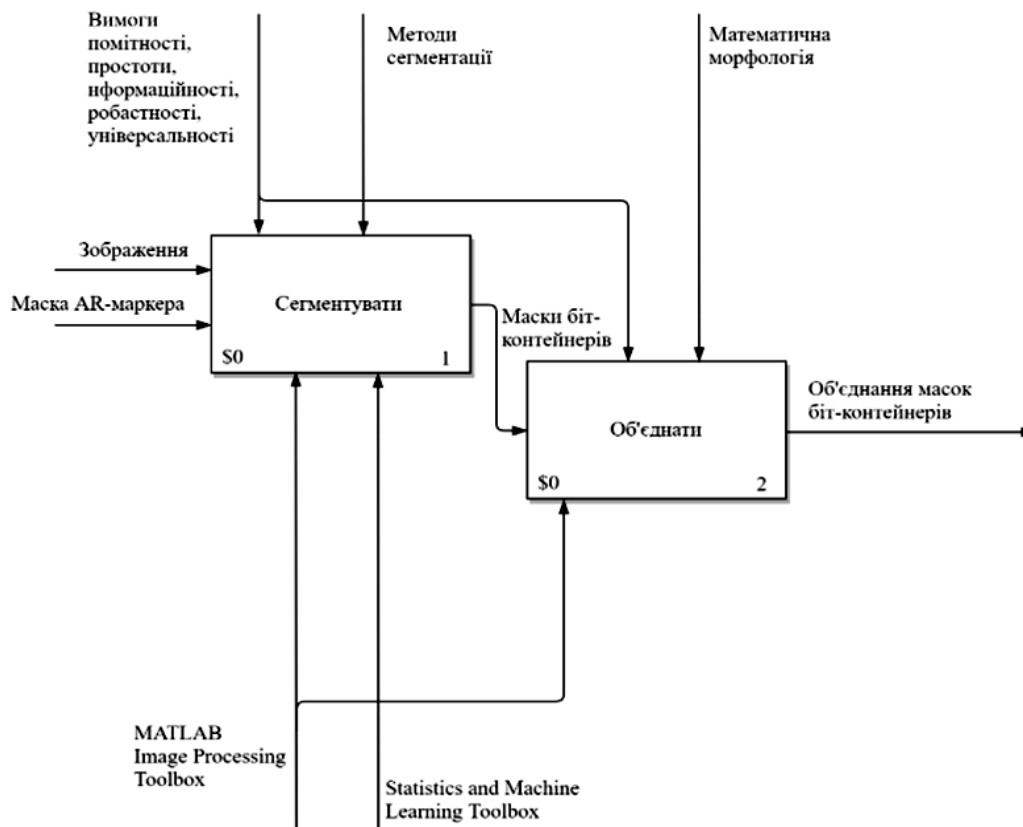 Вимоги
помітності,
простоти,
нформаційності,
робастності,
універсальності
Методи
сегментації
Математична
морфологія
Зображення
Маска AR-маркера
Сегментувати
$0
1
Маски біт-
контейнерів
Об'єднати
$0
2
Об'єднання масок
біт-контейнерів
MATLAB
Image Processing
Toolbox
Statistics and Machine
Learning Toolbox